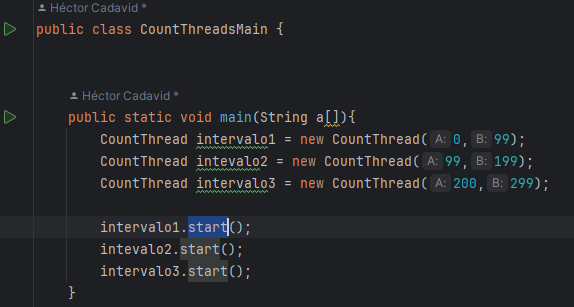 Héctor Cadavid *
public class CountThreadsMain {
Héctor Cadavid *
public static void main(String a[]){
CountThread intervalo1 = new CountThread( A: 0, B: 99);
CountThread intevalo2 = new CountThread( A: 99, B: 199);
CountThread intervalo3 = new CountThread( A: 200, B: 299);
intervalo1.start();
intevalo2.start();
intervalo3.start();
}